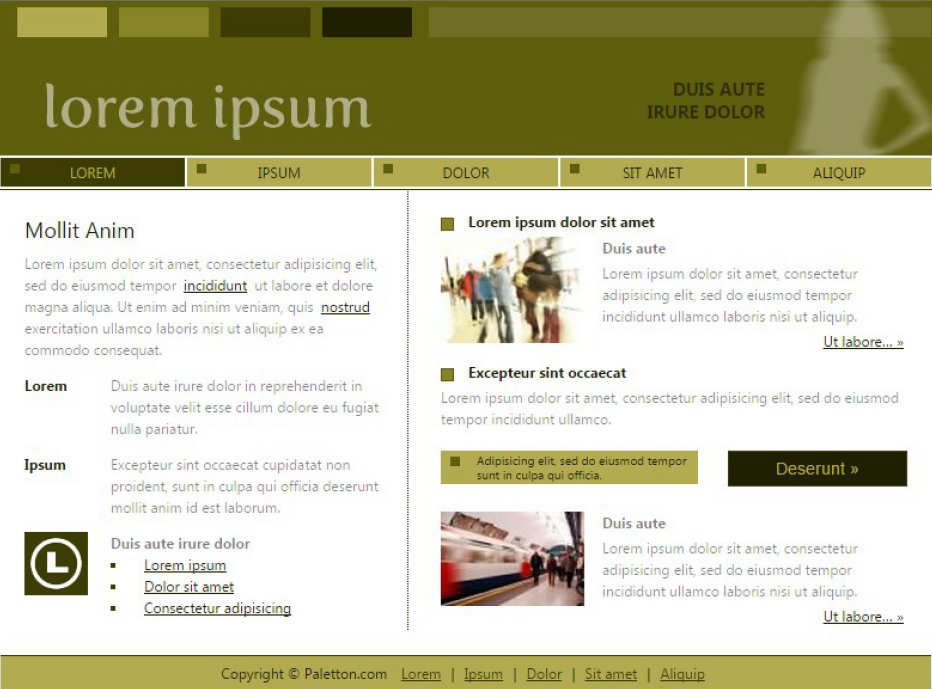 lorem ipsum
DUIS AUTE
IRURE DOLOR
LOREM
IPSUM
DOLOR
SIT AMET
ALIQUIP
Mollit Anim
Lorem ipsum dolor sit amet, consectetur adipisicing elit,
sed do eiusmod tempor incididunt ut labore et dolore
magna aliqua. Ut enim ad minim veniam, quis nostrud
exercitation ullamco laboris nisi ut aliquip ex ea
commodo consequat.
Lorem
Duis aute irure dolor in reprehenderit in
voluptate velit esse cillum dolore eu fugiat
nulla pariatur.
Ipsum
Excepteur sint occaecat cupidatat non
proident, sunt in culpa qui officia deserunt
mollit anim id est laborum.
L
Duis aute irure dolor
Lorem ipsum
Dolor sit amet
Consectetur adipisicing
Lorem ipsum dolor sit amet
Duis aute
Lorem ipsum dolor sit amet, consectetur
adipisicing elit, sed do eiusmod tempor
incididunt ullamco laboris nisi ut aliquip.
Ut labore... »
Excepteur sint occaecat
Lorem ipsum dolor sit amet, consectetur adipisicing elit, sed do eiusmod
tempor incididunt ullamco.
Adipisicing elit, sed do eiusmod tempor
sunt in culpa qui officia.
Deserunt »
Duis aute
Lorem ipsum dolor sit amet, consectetur
adipisicing elit, sed do eiusmod tempor
incididunt ullamco laboris nisi ut aliquip.
Ut labore... »
Copyright © Paletton.com Lorem | Ipsum | Dolor | Sit amet | Aliquip